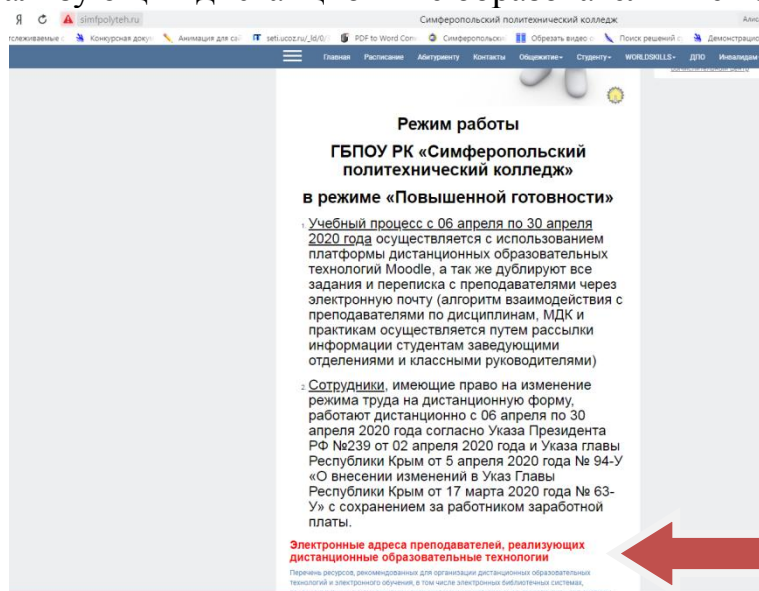 simfpolyteh.ru
Симферопольский политехнический колледж
Конкурсная докум
Анимация для сай
seti.ucoz.ru/_ld/0/
PDF to Word Con
Симферопольски
Обрезать видео о
Поиск решений с
Главная Расписание Абитуриенту Контакты Общежитие Студенту WORLDSKILLS ДПО Инвалидам
Режим работы
ГБПОУ РК «Симферопольский
политехнический колледж»
в режиме «Повышенной готовности»
1. Учебный процесс с 06 апреля по 30 апреля
2020 года осуществляется с использованием
платформы дистанционных образовательных
технологий Moodle, а так же дублируют все
задания и переписка с преподавателями через
электронную почту (алгоритм взаимодействия с
преподавателями по дисциплинам, МДК и
практикам осуществляется путем рассылки
информации студентам заведующими
отделениями и классными руководителями)
2. Сотрудники, имеющие право на изменение
режима труда на дистанционную форму,
работают дистанционно с 06 апреля по 30
апреля 2020 года согласно Указа Президента
РФ №239 от 02 апреля 2020 года и Указа главы
Республики Крым от 5 апреля 2020 года № 94-У
«О внесении изменений в Указ Главы
Республики Крым от 17 марта 2020 года № 63-
У» с сохранением за работником заработной
платы.
Электронные адреса преподавателей, реализующих
дистанционные образовательные технологии
Перечень ресурсов, рекомендованных для организации дистанционных образовательных
технологий и электронного обучения, в том числе электронных библиотечных системах,